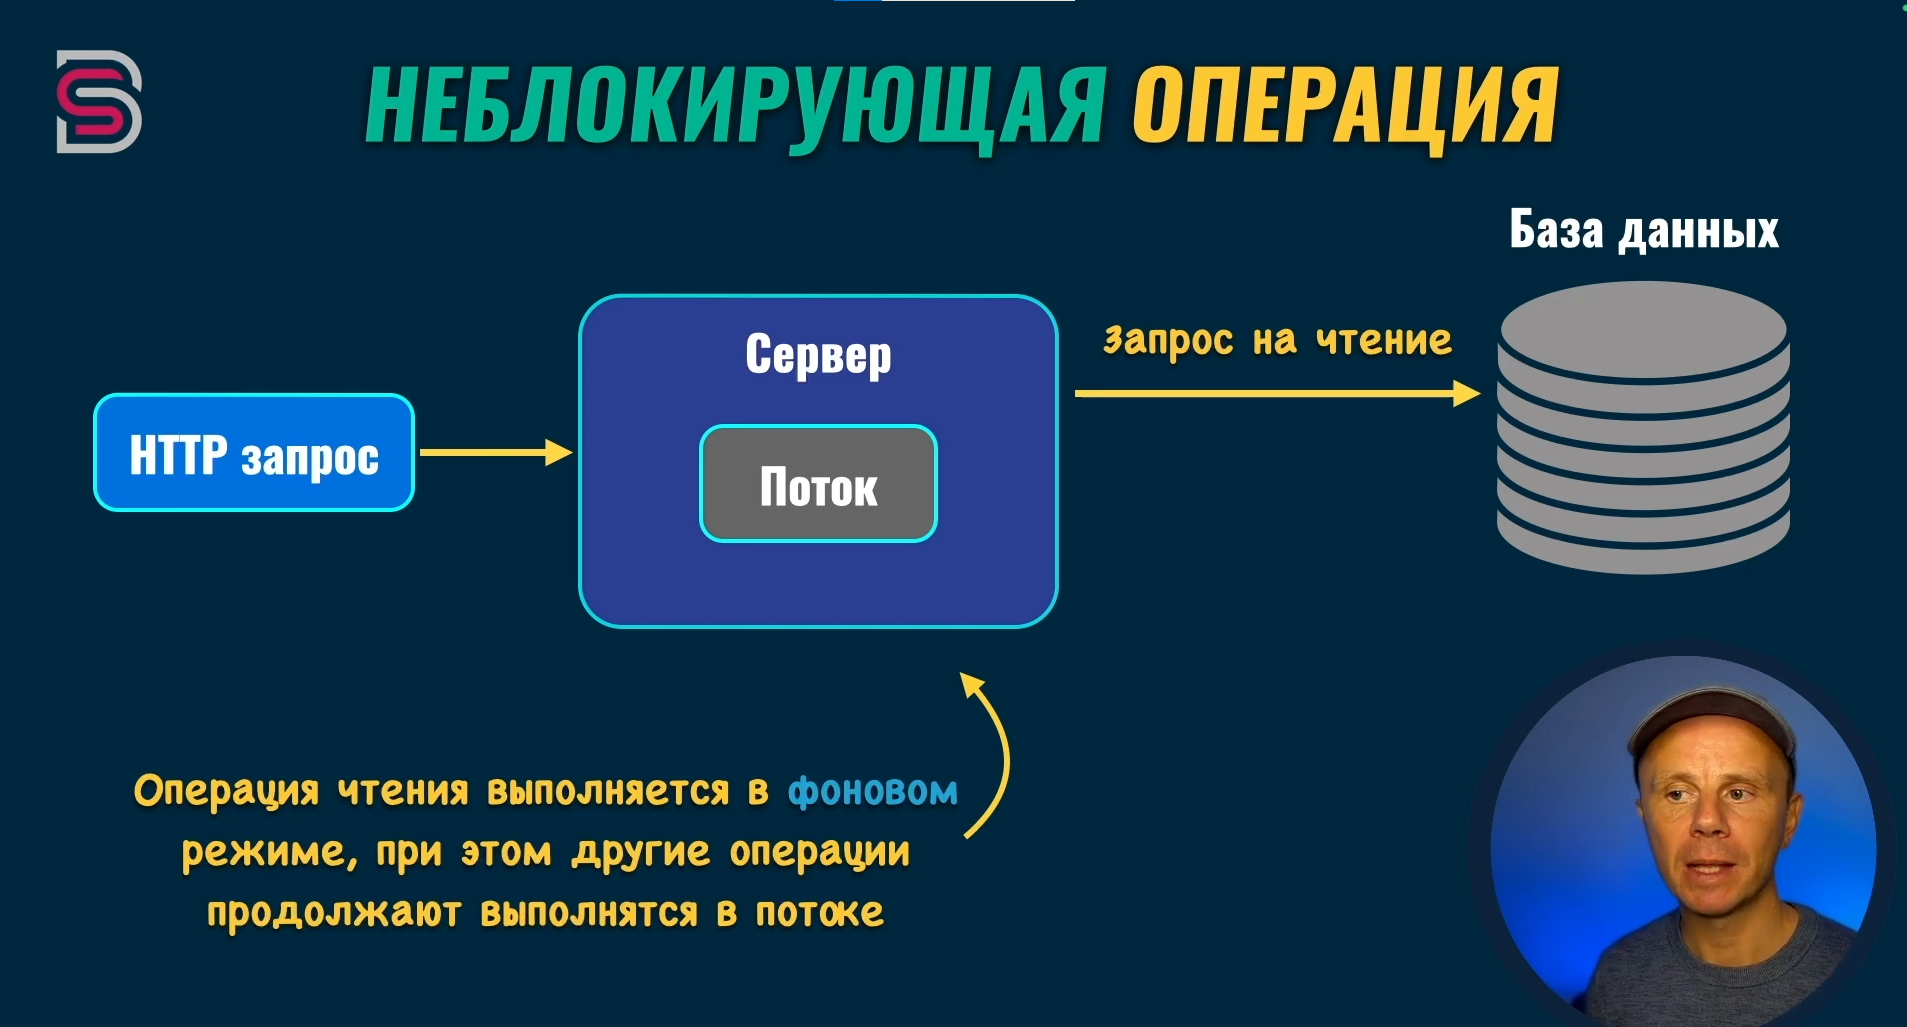 НЕБЛОКИРУЮЩАЯ ОПЕРАЦИЯ
База данных
запрос на чтение
Сервер
HTTP запрос
Поток
Операция чтения выполняется в фоновом
режиме, при этом другие операции
продолжают выполнятся в потоке